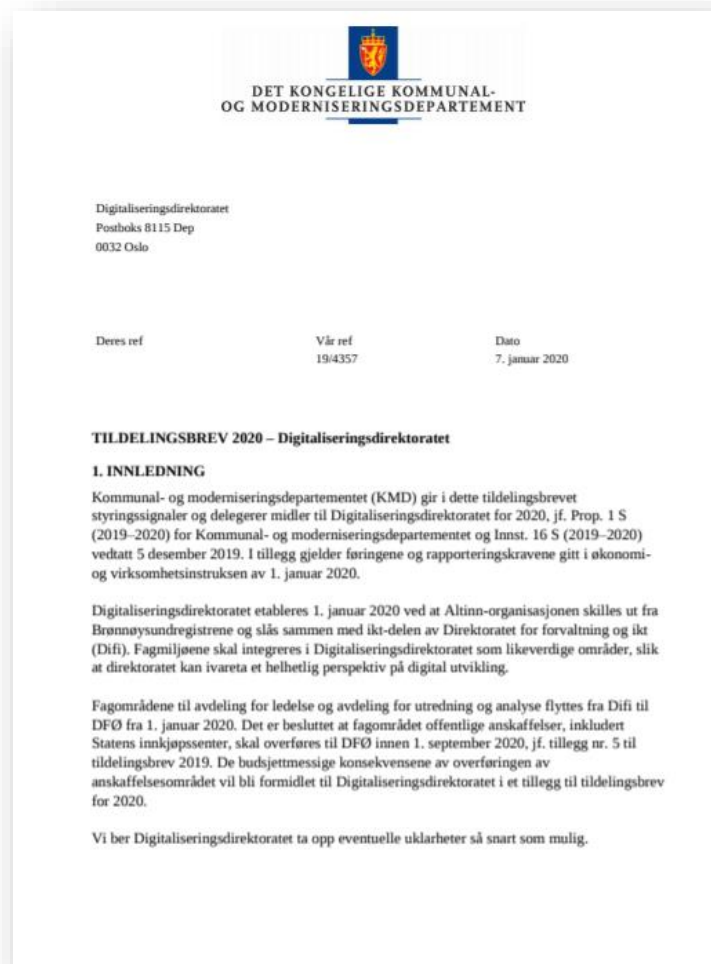 DET KONGELIGE KOMMUNAL-
OG MODERNISERINGSDEPARTEMENT
Digitaliseringsdirektoratet
Postboks 8115 Dep
0032 Oslo
Deres ref
Vår ref
19/4357
Dato
7. januar 2020
TILDELINGSBREV 2020 – Digitaliseringsdirektoratet
1. INNLEDNING
Kommunal- og moderniseringsdepartementet (KMD) gir i dette tildelingsbrevet
styringssignaler og delegerer midler til Digitaliseringsdirektoratet for 2020, jf. Prop. 1 S
(2019–2020) for Kommunal- og moderniseringsdepartementet og Innst. 16 S (2019–2020)
vedtatt 5 desember 2019. I tillegg gjelder føringene og rapporteringskravene gitt i økonomi-
og virksomhetsinstruksen av 1. januar 2020.
Digitaliseringsdirektoratet etableres 1. januar 2020 ved at Altinn-organisasjonen skilles ut fra
Brønnøysundregistrene og slås sammen med ikt-delen av Direktoratet for forvaltning og ikt
(Difi). Fagmiljøene skal integreres i Digitaliseringsdirektoratet som likeverdige områder, slik
at direktoratet kan ivareta et helhetlig perspektiv på digital utvikling.
Fagområdene til avdeling for ledelse og avdeling for utredning og analyse flyttes fra Difi til
DFØ fra 1. januar 2020. Det er besluttet at fagområdet offentlige anskaffelser, inkludert
Statens innkjøpssenter, skal overføres til DFØ innen 1. september 2020, jf. tillegg nr. 5 til
tildelingsbrev 2019. De budsjettmessige konsekvensene av overføringen av
anskaffelsesområdet vil bli formidlet til Digitaliseringsdirektoratet i et tillegg til tildelingsbrev
for 2020.
Vi ber Digitaliseringsdirektoratet ta opp eventuelle uklarheter så snart som mulig.